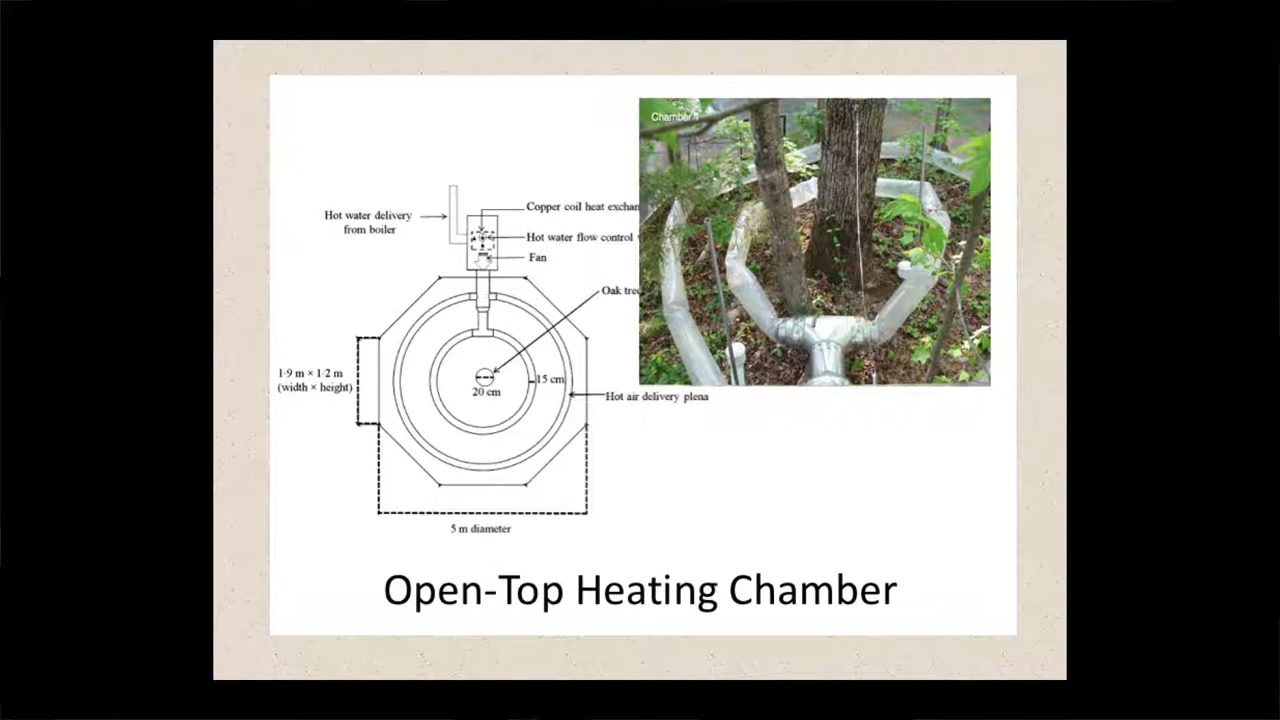 Chamber 1
Hot water delivery
from boiler
Copper coil heat exchan
Hot water flow control
Fan
Oak tree
1·9 m × 1·2 m
(width × height)
15 cm
20 cm
Hot air delivery plena
5 m diameter
Open-Top Heating Chamber